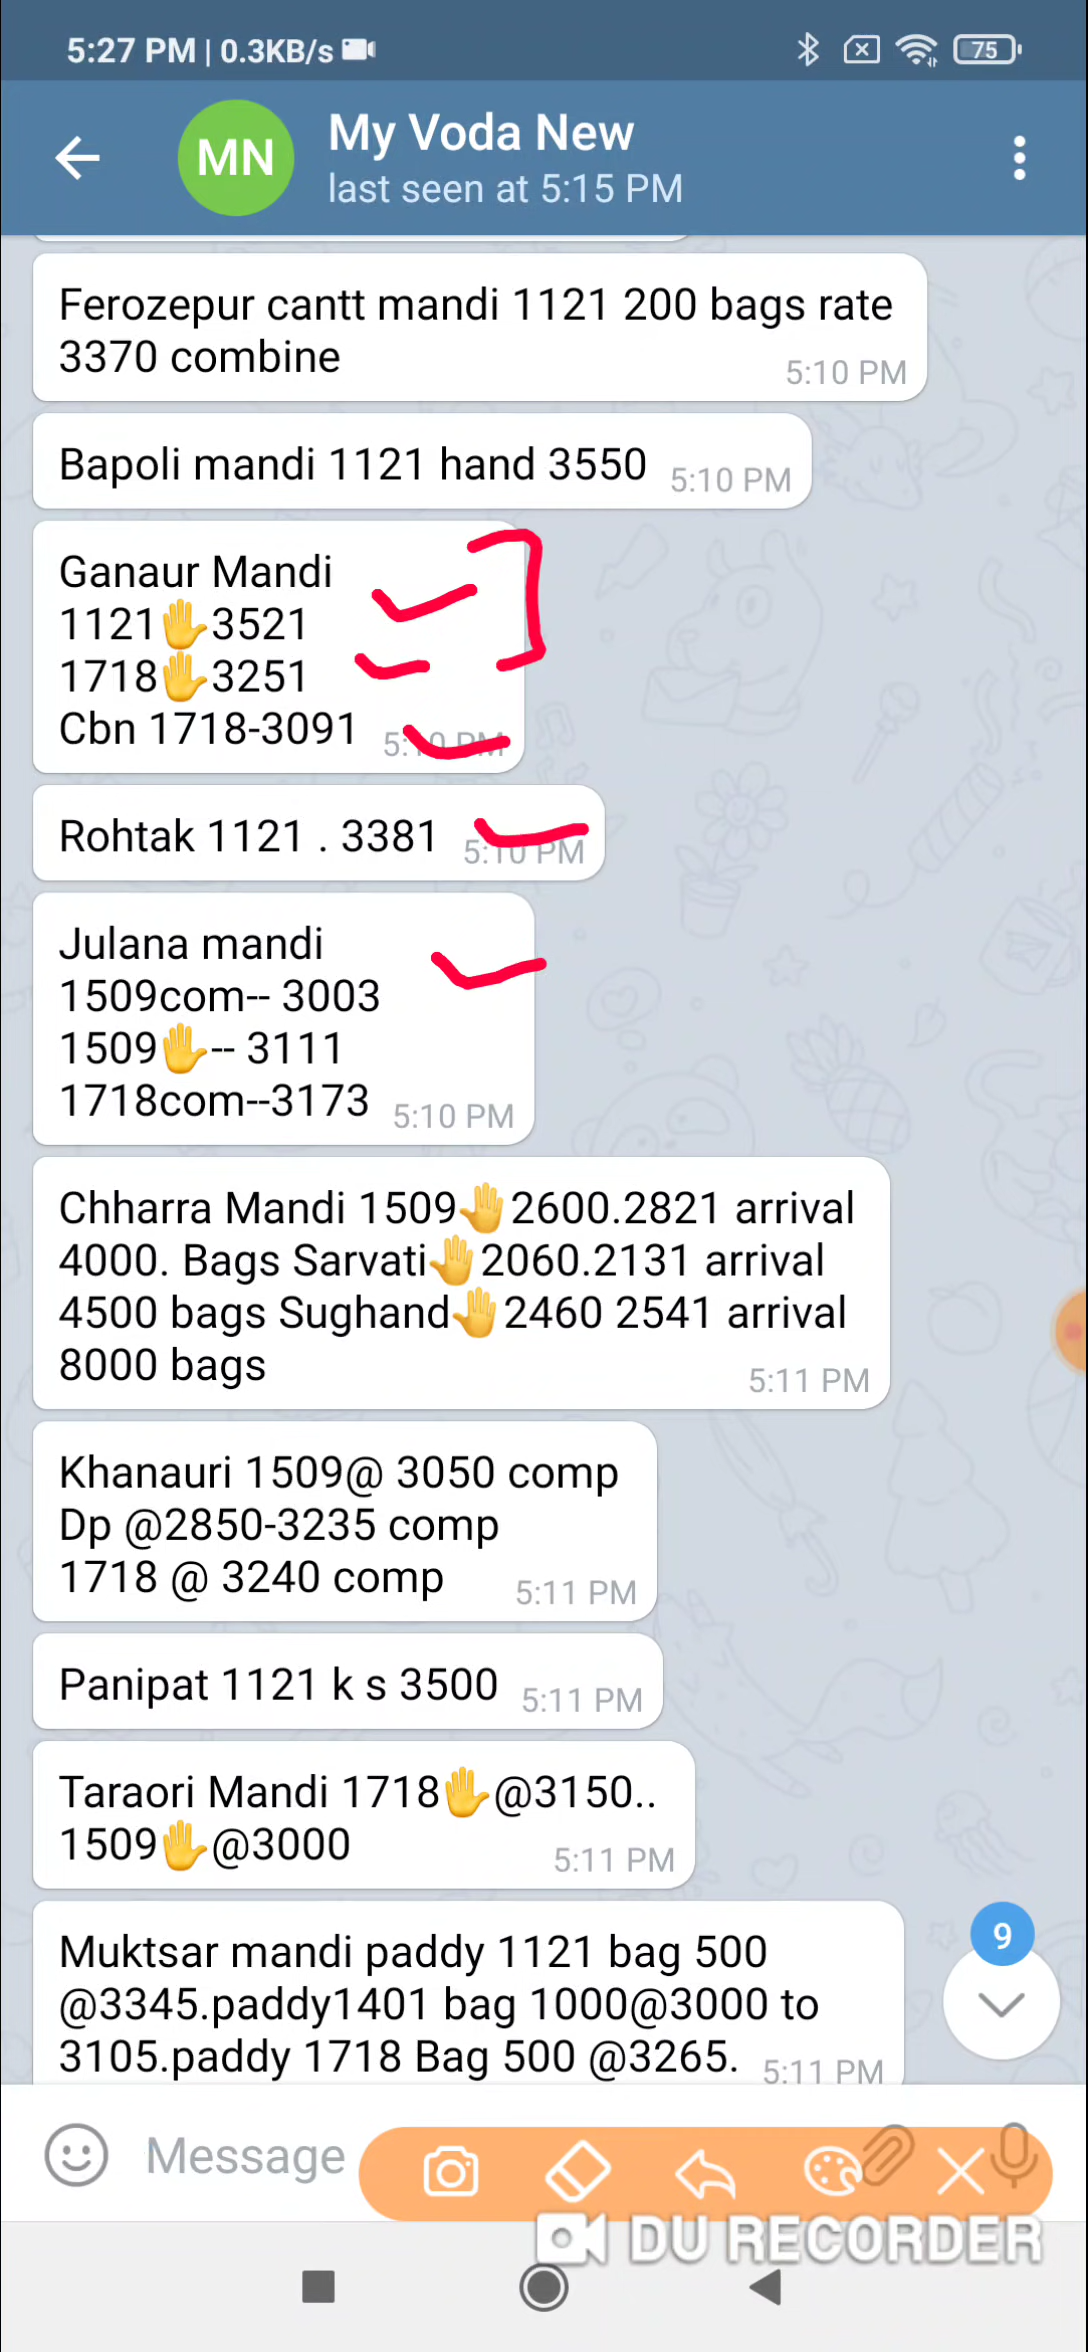 5:27 PM | 0.3KB/s
75
MN
My Voda New
last seen at 5:15 PM
Ferozepur cantt mandi 1121 200 bags rate
3370 combine
5:10 PM
Bapoli mandi 1121 hand 3550
5:10 PM
Ganaur Mandi
1121✋3521
1718✋3251
Cbn 1718-3091
5:10 PM
Rohtak 1121 . 3381
5:10 PM
Julana mandi
1509com-- 3003
1509✋-- 3111
1718com--3173
5:10 PM
Chharra Mandi 1509🤚2600.2821 arrival
4000. Bags Sarvati🤚2060.2131 arrival
4500 bags Sughand🤚2460 2541 arrival
8000 bags
5:11 PM
Khanauri 1509@ 3050 comp
Dp @2850-3235 comp
1718 @ 3240 comp
5:11 PM
Panipat 1121 k s 3500
5:11 PM
Taraori Mandi 1718✋@3150..
1509✋@3000
5:11 PM
Muktsar mandi paddy 1121 bag 500
@3345.paddy1401 bag 1000@3000 to
3105.paddy 1718 Bag 500 @3265.
5:11 PM
9
Message
DU RECORDER